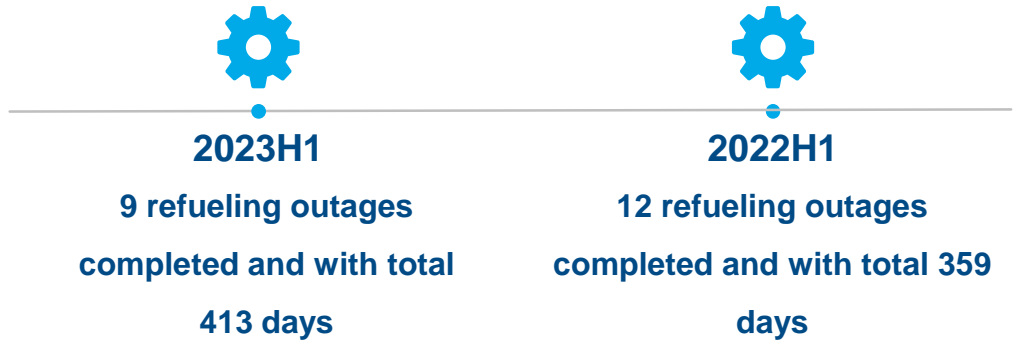 2023H1
9 refueling outages
completed and with total
413 days
2022H1
12 refueling outages
completed and with total 359
days